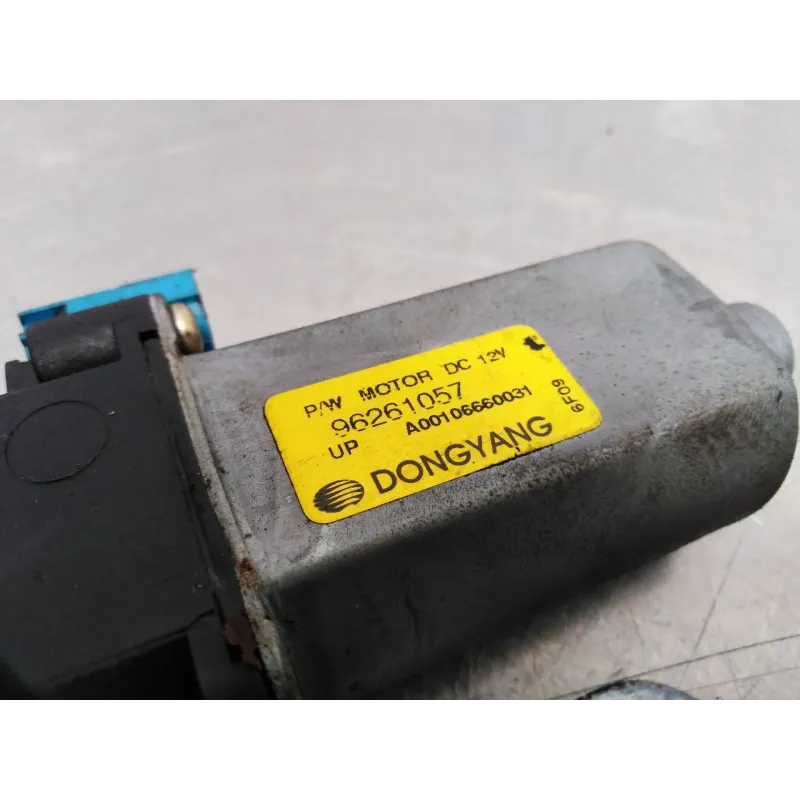 P/W MOTOR DC 12V
96261057
UP A00106660031
DONGYANG
6F09